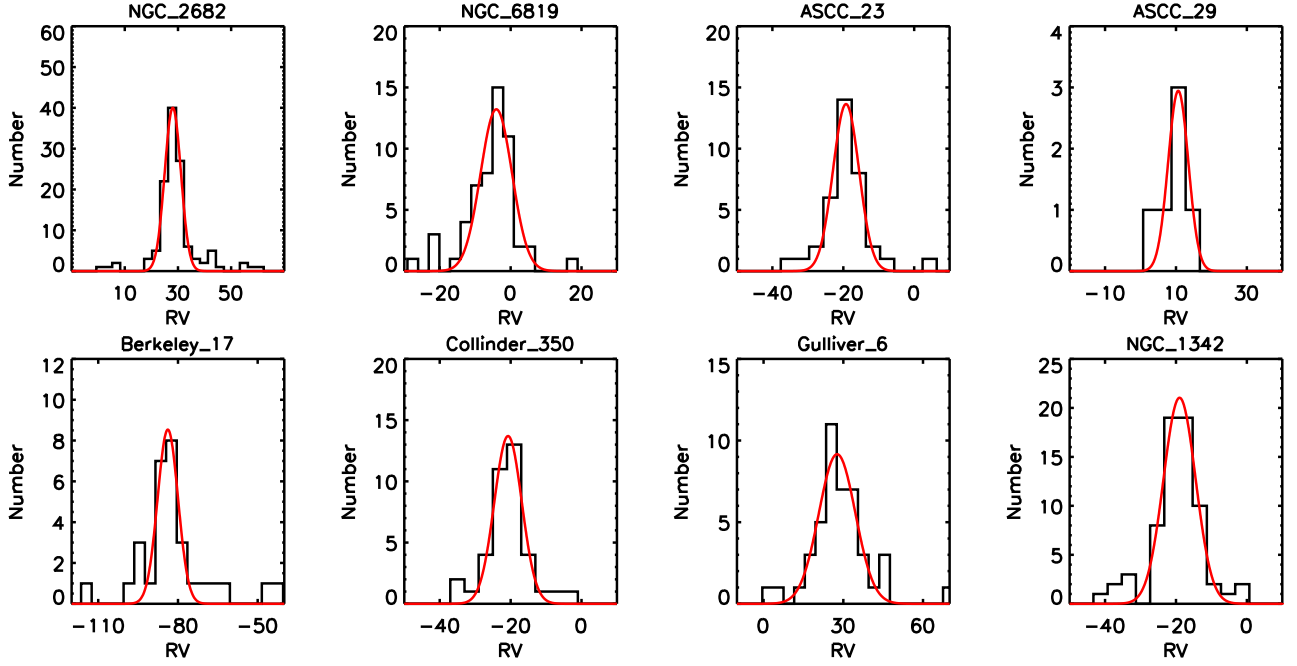 NGC_2682
60
50
40
30
20
10
0
Number
10 30 50
RV
NGC_6819
20
15
10
5
0
Number
−20 0 20
RV
ASCC_23
20
15
10
5
0
Number
−40 −20 0
RV
ASCC_29
4
3
2
1
0
Number
−10 10 30
RV
Berkeley_17
12
10
8
6
4
2
0
Number
−110 −80 −50
RV
Collinder_350
20
15
10
5
0
Number
−40 −20 0
RV
Gulliver_6
15
10
5
0
Number
0 30 60
RV
NGC_1342
25
20
15
10
5
0
Number
−40 −20 0
RV